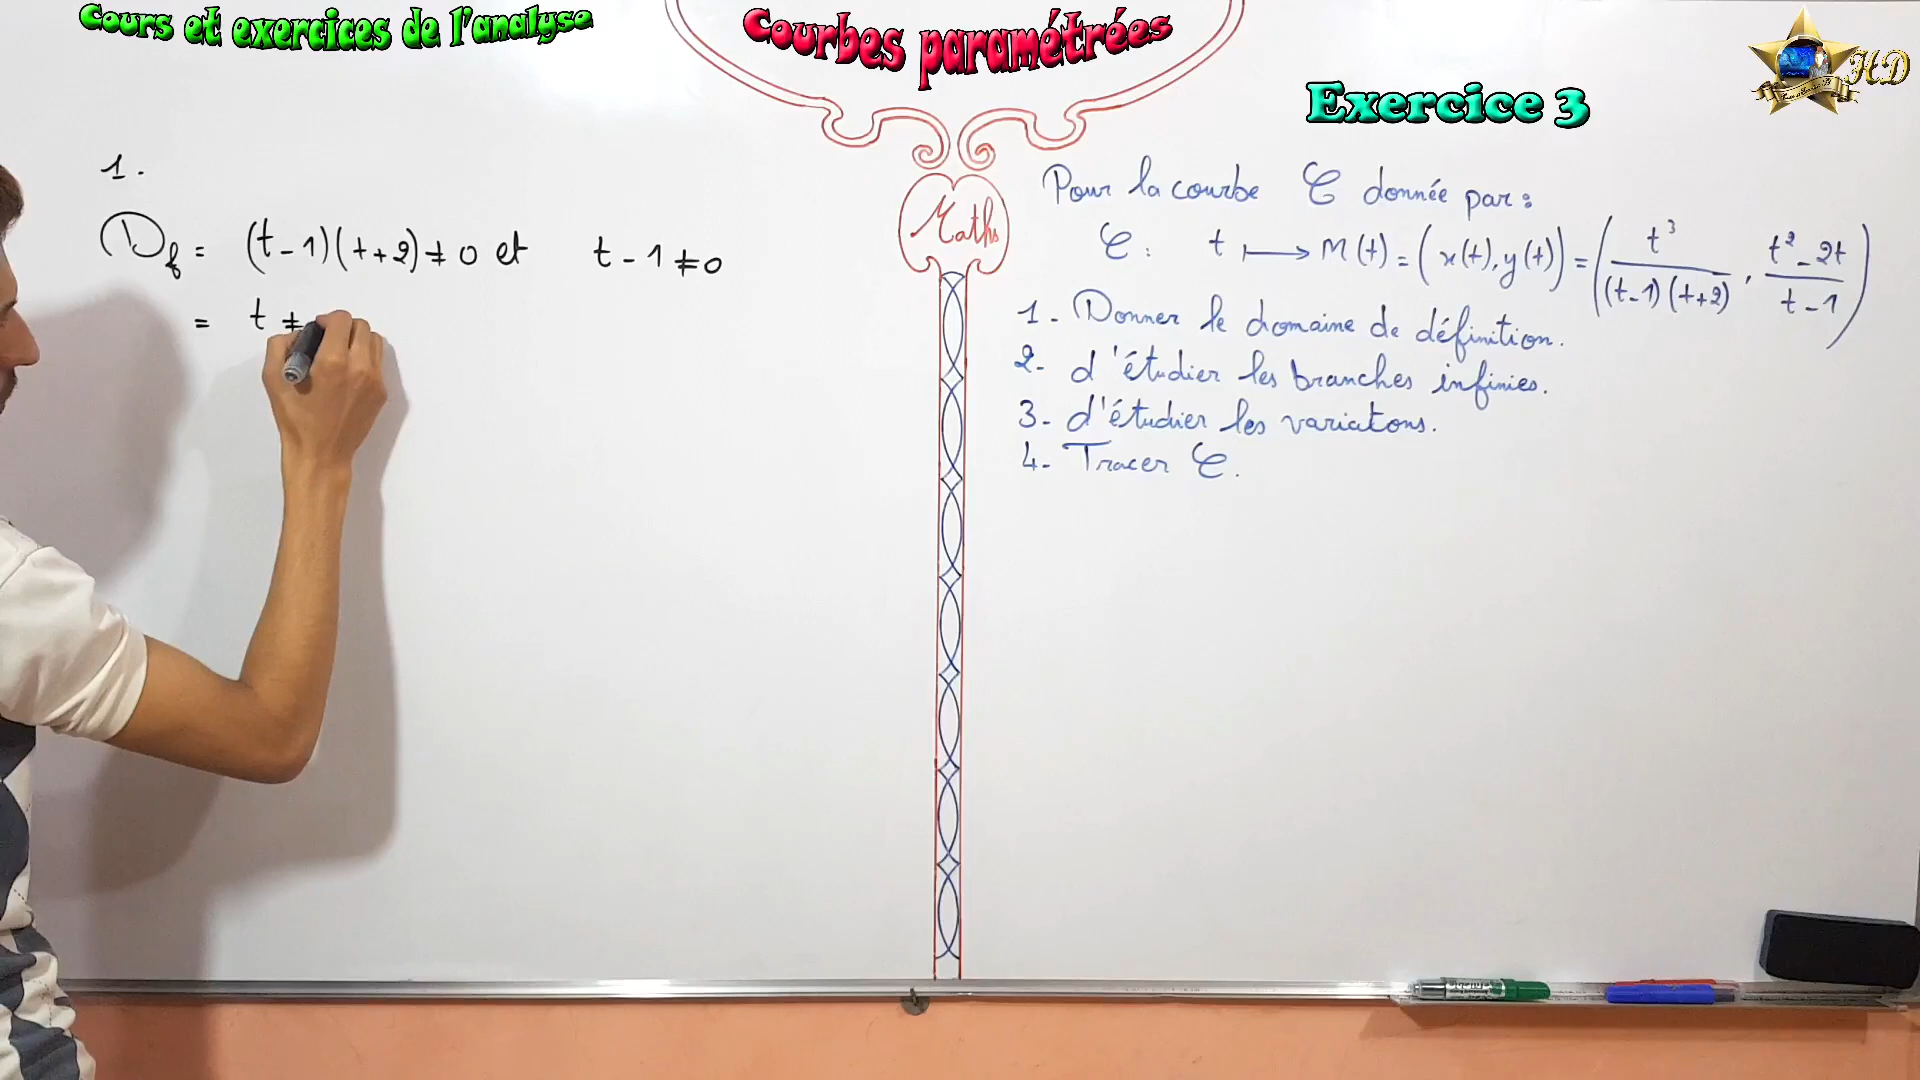 Cours et exercices de l'analyse
Courbes paramétrées
Exercice 3
HD
1.
D_f = (t-1)(t+2)≠0 et t-1≠0
= t ≠
Maths
Pour la courbe C donnée par:
C: t ⟼ M(t) = (x(t), y(t)) = (t³/((t-1)(t+2)), (t²-2t)/(t-1))
1- Donner le domaine de définition.
2- d'étudier les branches infinies.
3- d'étudier les variatons.
4- Tracer C.